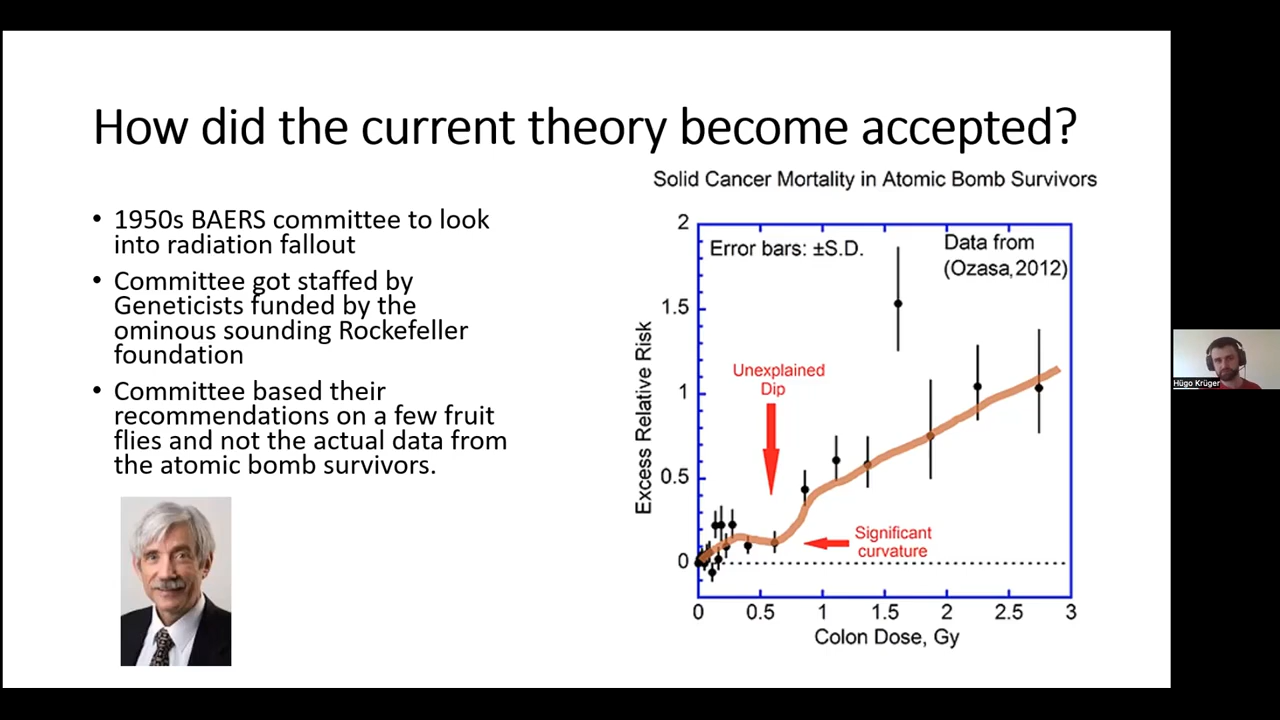 How did the current theory become accepted?
• 1950s BAERS committee to look
into radiation fallout
• Committee got staffed by
Geneticists funded by the
ominous sounding Rockefeller
foundation
• Committee based their
recommendations on a few fruit
flies and not the actual data from
the atomic bomb survivors.
Solid Cancer Mortality in Atomic Bomb Survivors
Error bars: ±S.D.
Data from
(Ozasa, 2012)
Unexplained
Dip
Significant
curvature
Excess Relative Risk
2
1.5
1
0.5
0
0 0.5 1 1.5 2 2.5 3
Colon Dose, Gy
Hügo Krüger